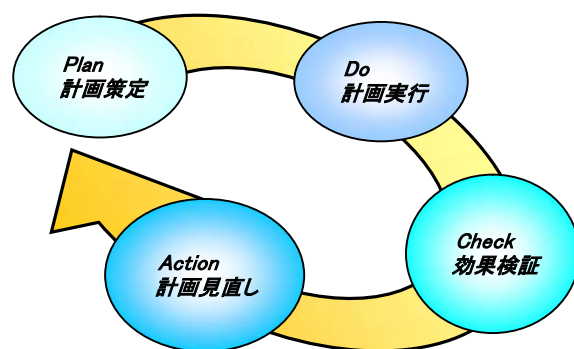 Plan
計画策定
Do
計画実行
Check
効果検証
Action
計画見直し